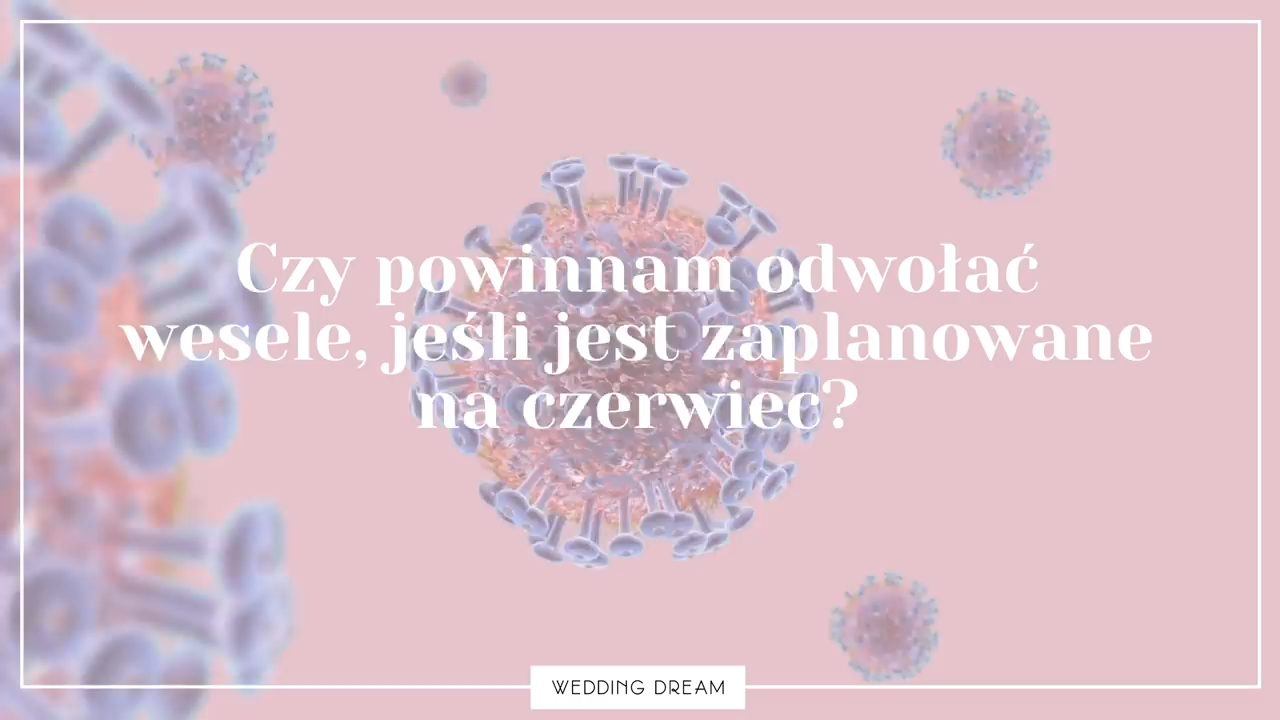 Czy powinnam odwołać
wesele, jeśli jest zaplanowane
na czerwiec?
WEDDING DREAM